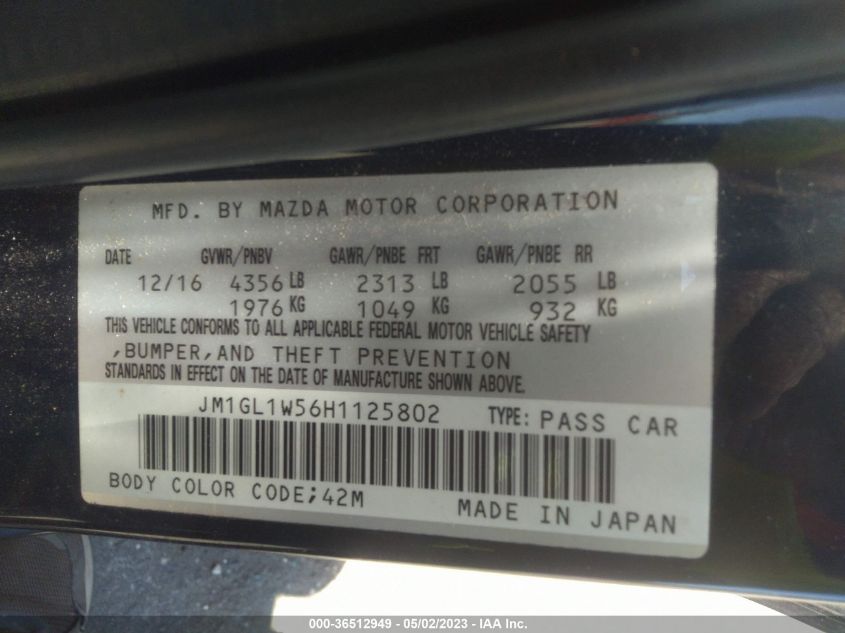 MFD. BY MAZDA MOTOR CORPORATION
DATE GVWR/PNBV GAWR/PNBE FRT GAWR/PNBE RR
12/16 4356 LB 2313 LB 2055 LB
1976 KG 1049 KG 932 KG
THIS VEHICLE CONFORMS TO ALL APPLICABLE FEDERAL MOTOR VEHICLE SAFETY
,BUMPER,AND THEFT PREVENTION
STANDARDS IN EFFECT ON THE DATE OF MANUFACTURE SHOWN ABOVE.
JM1GL1W56H1125802 TYPE: PASS CAR
BODY COLOR CODE;42M
MADE IN JAPAN
000-36512949 - 05/02/2023 - IAA Inc.